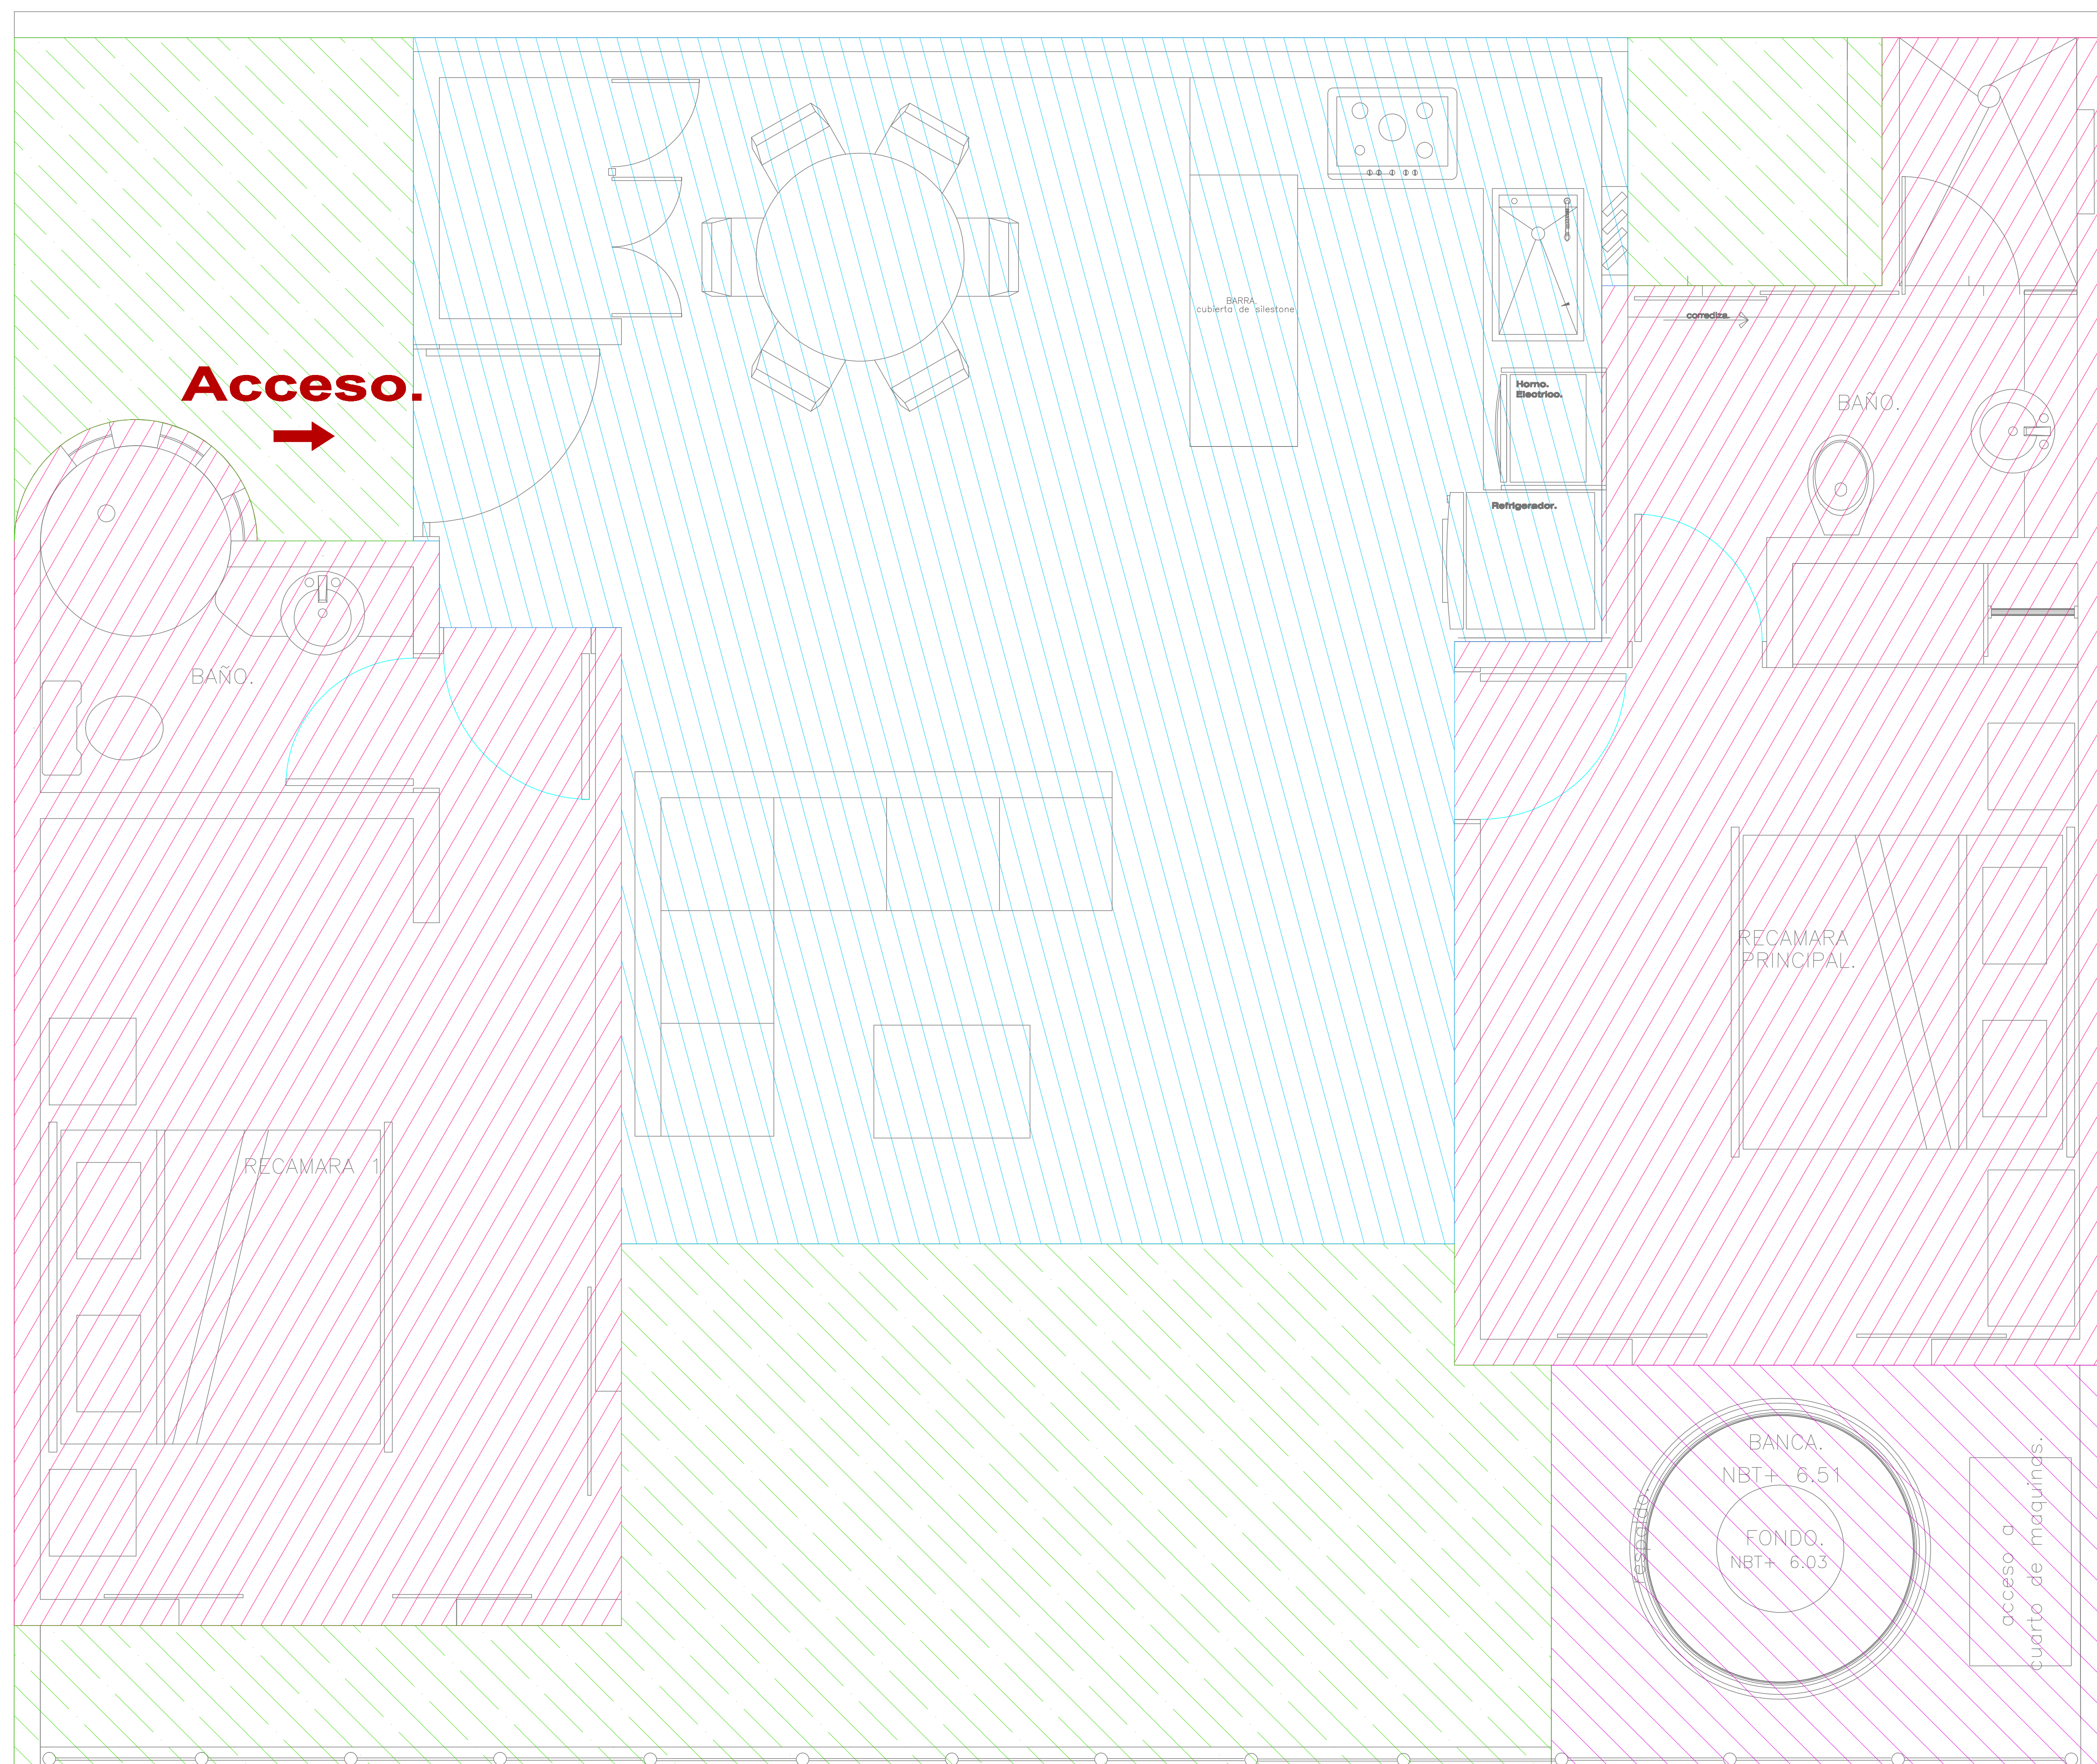 Acceso.
BARRA.
cubierta de silestone
Horno.
Electrico.
Refrigerador.
corrediza.
BAÑO.
BAÑO.
RECAMARA
PRINCIPAL.
RECAMARA 1
BANCA.
NBT+ 6.51
respaldo.
FONDO.
NBT+ 6.03
acceso a
cuarto de maquinas.